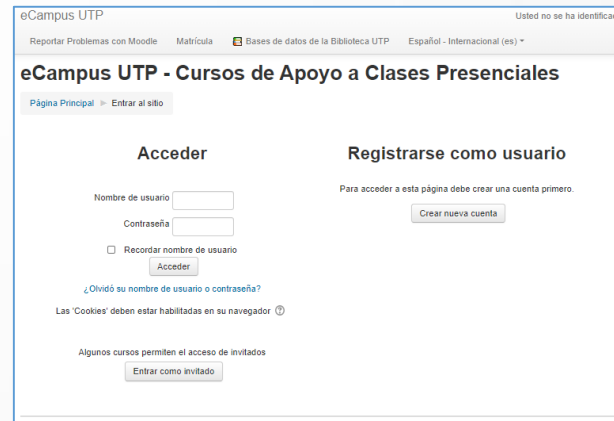 eCampus UTP
Usted no se ha identificad
Reportar Problemas con Moodle Matrícula Bases de datos de la Biblioteca UTP Español - Internacional (es)
eCampus UTP - Cursos de Apoyo a Clases Presenciales
Página Principal Entrar al sitio
Acceder
Nombre de usuario
Contraseña
Recordar nombre de usuario
Acceder
¿Olvidó su nombre de usuario o contraseña?
Las 'Cookies' deben estar habilitadas en su navegador
Algunos cursos permiten el acceso de invitados
Entrar como invitado
Registrarse como usuario
Para acceder a esta página debe crear una cuenta primero.
Crear nueva cuenta